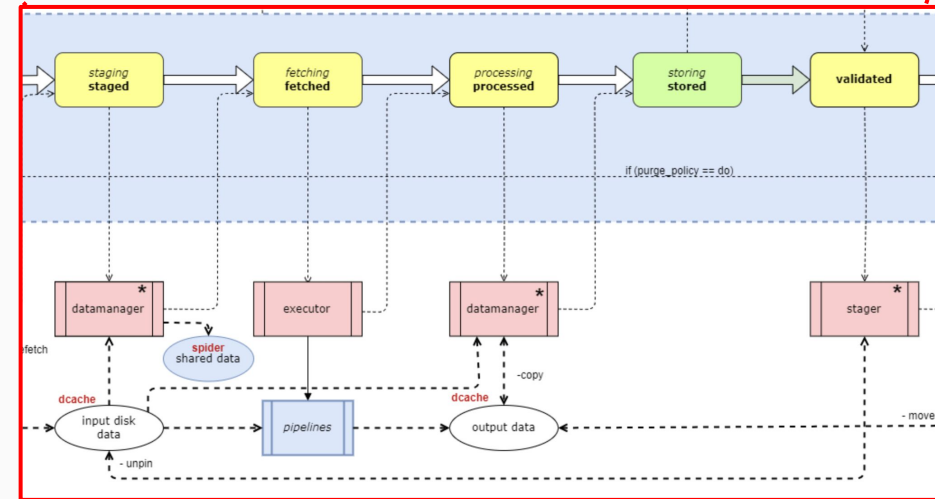 staging
staged
fetching
fetched
processing
processed
storing
stored
validated
if (purge_policy == do)
*
datamanager
executor
*
datamanager
*
stager
spider
shared data
efetch
-copy
dcache
input disk
data
pipelines
dcache
output data
- move
- unpin